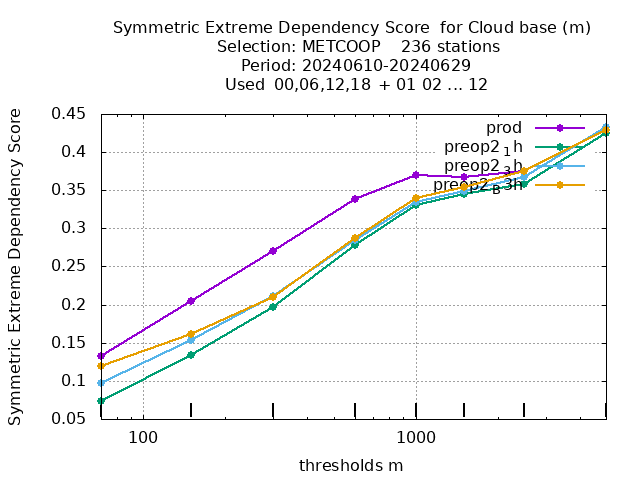 Symmetric Extreme Dependency Score for Cloud base (m)
Selection: METCOOP 236 stations
Period: 20240610-20240629
Used 00,06,12,18 + 01 02 ... 12
Symmetric Extreme Dependency Score
0.45
0.4
0.35
0.3
0.25
0.2
0.15
0.1
0.05
prod
preop2_1h
preop2_3h
preop2_B3h
100
1000
thresholds m